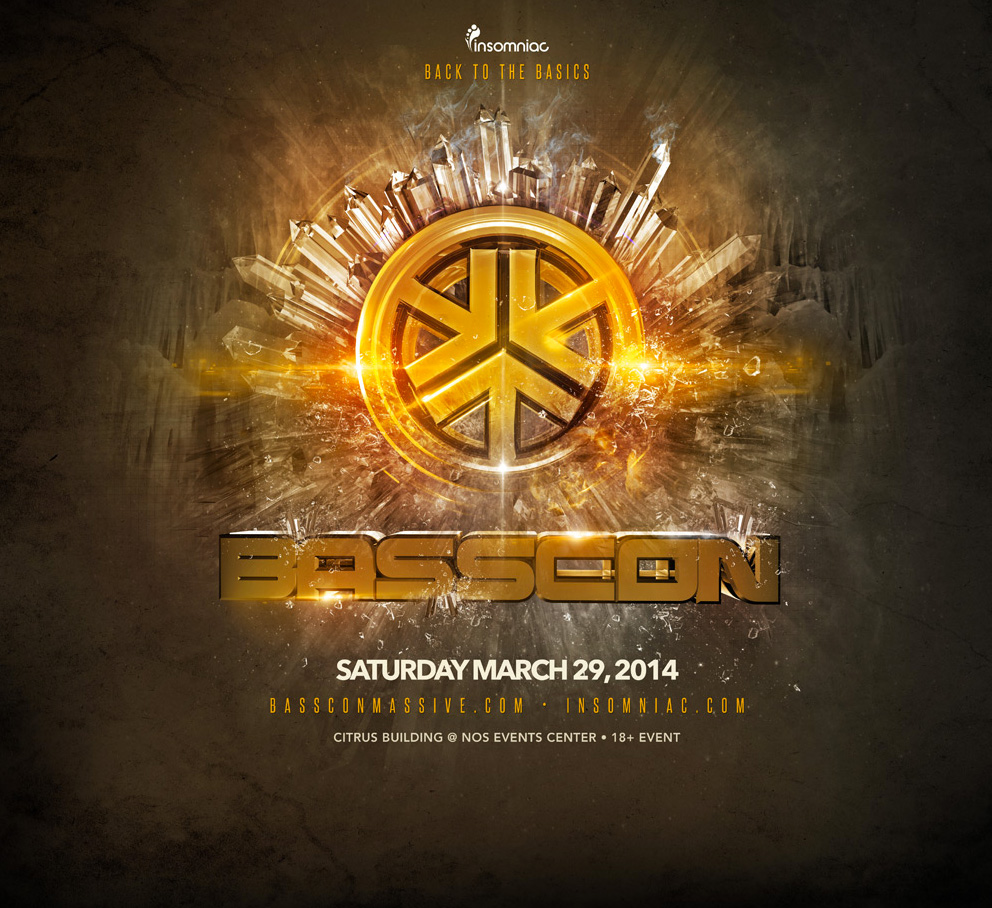 insomniac
BACK TO THE BASICS
BASSCON
SATURDAY MARCH 29, 2014
BASSCONMASSIVE.COM · INSOMNIAC.COM
CITRUS BUILDING @ NOS EVENTS CENTER • 18+ EVENT